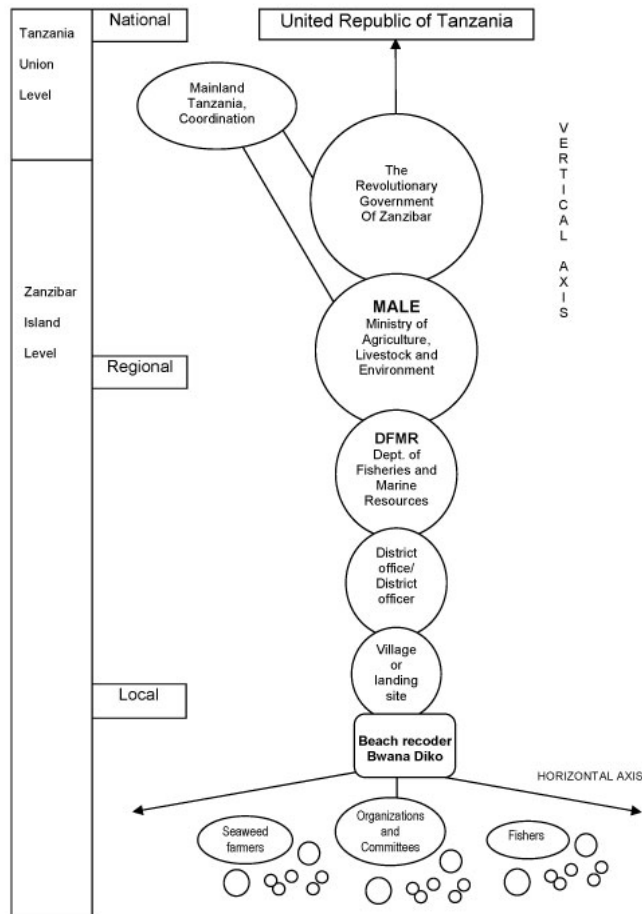 Tanzania
Union
Level
National
United Republic of Tanzania
Mainland
Tanzania,
Coordination
The
Revolutionary
Government
Of Zanzibar
VERTICAL AXIS
Zanzibar
Island
Level
MALE
Ministry of
Agriculture,
Livestock and
Environment
Regional
DFMR
Dept. of
Fisheries and
Marine
Resources
District
office/
District
officer
Village
or
landing
site
Local
Beach recoder
Bwana Diko
HORIZONTAL AXIS
Seaweed
farmers
Organizations
and
Committees
Fishers